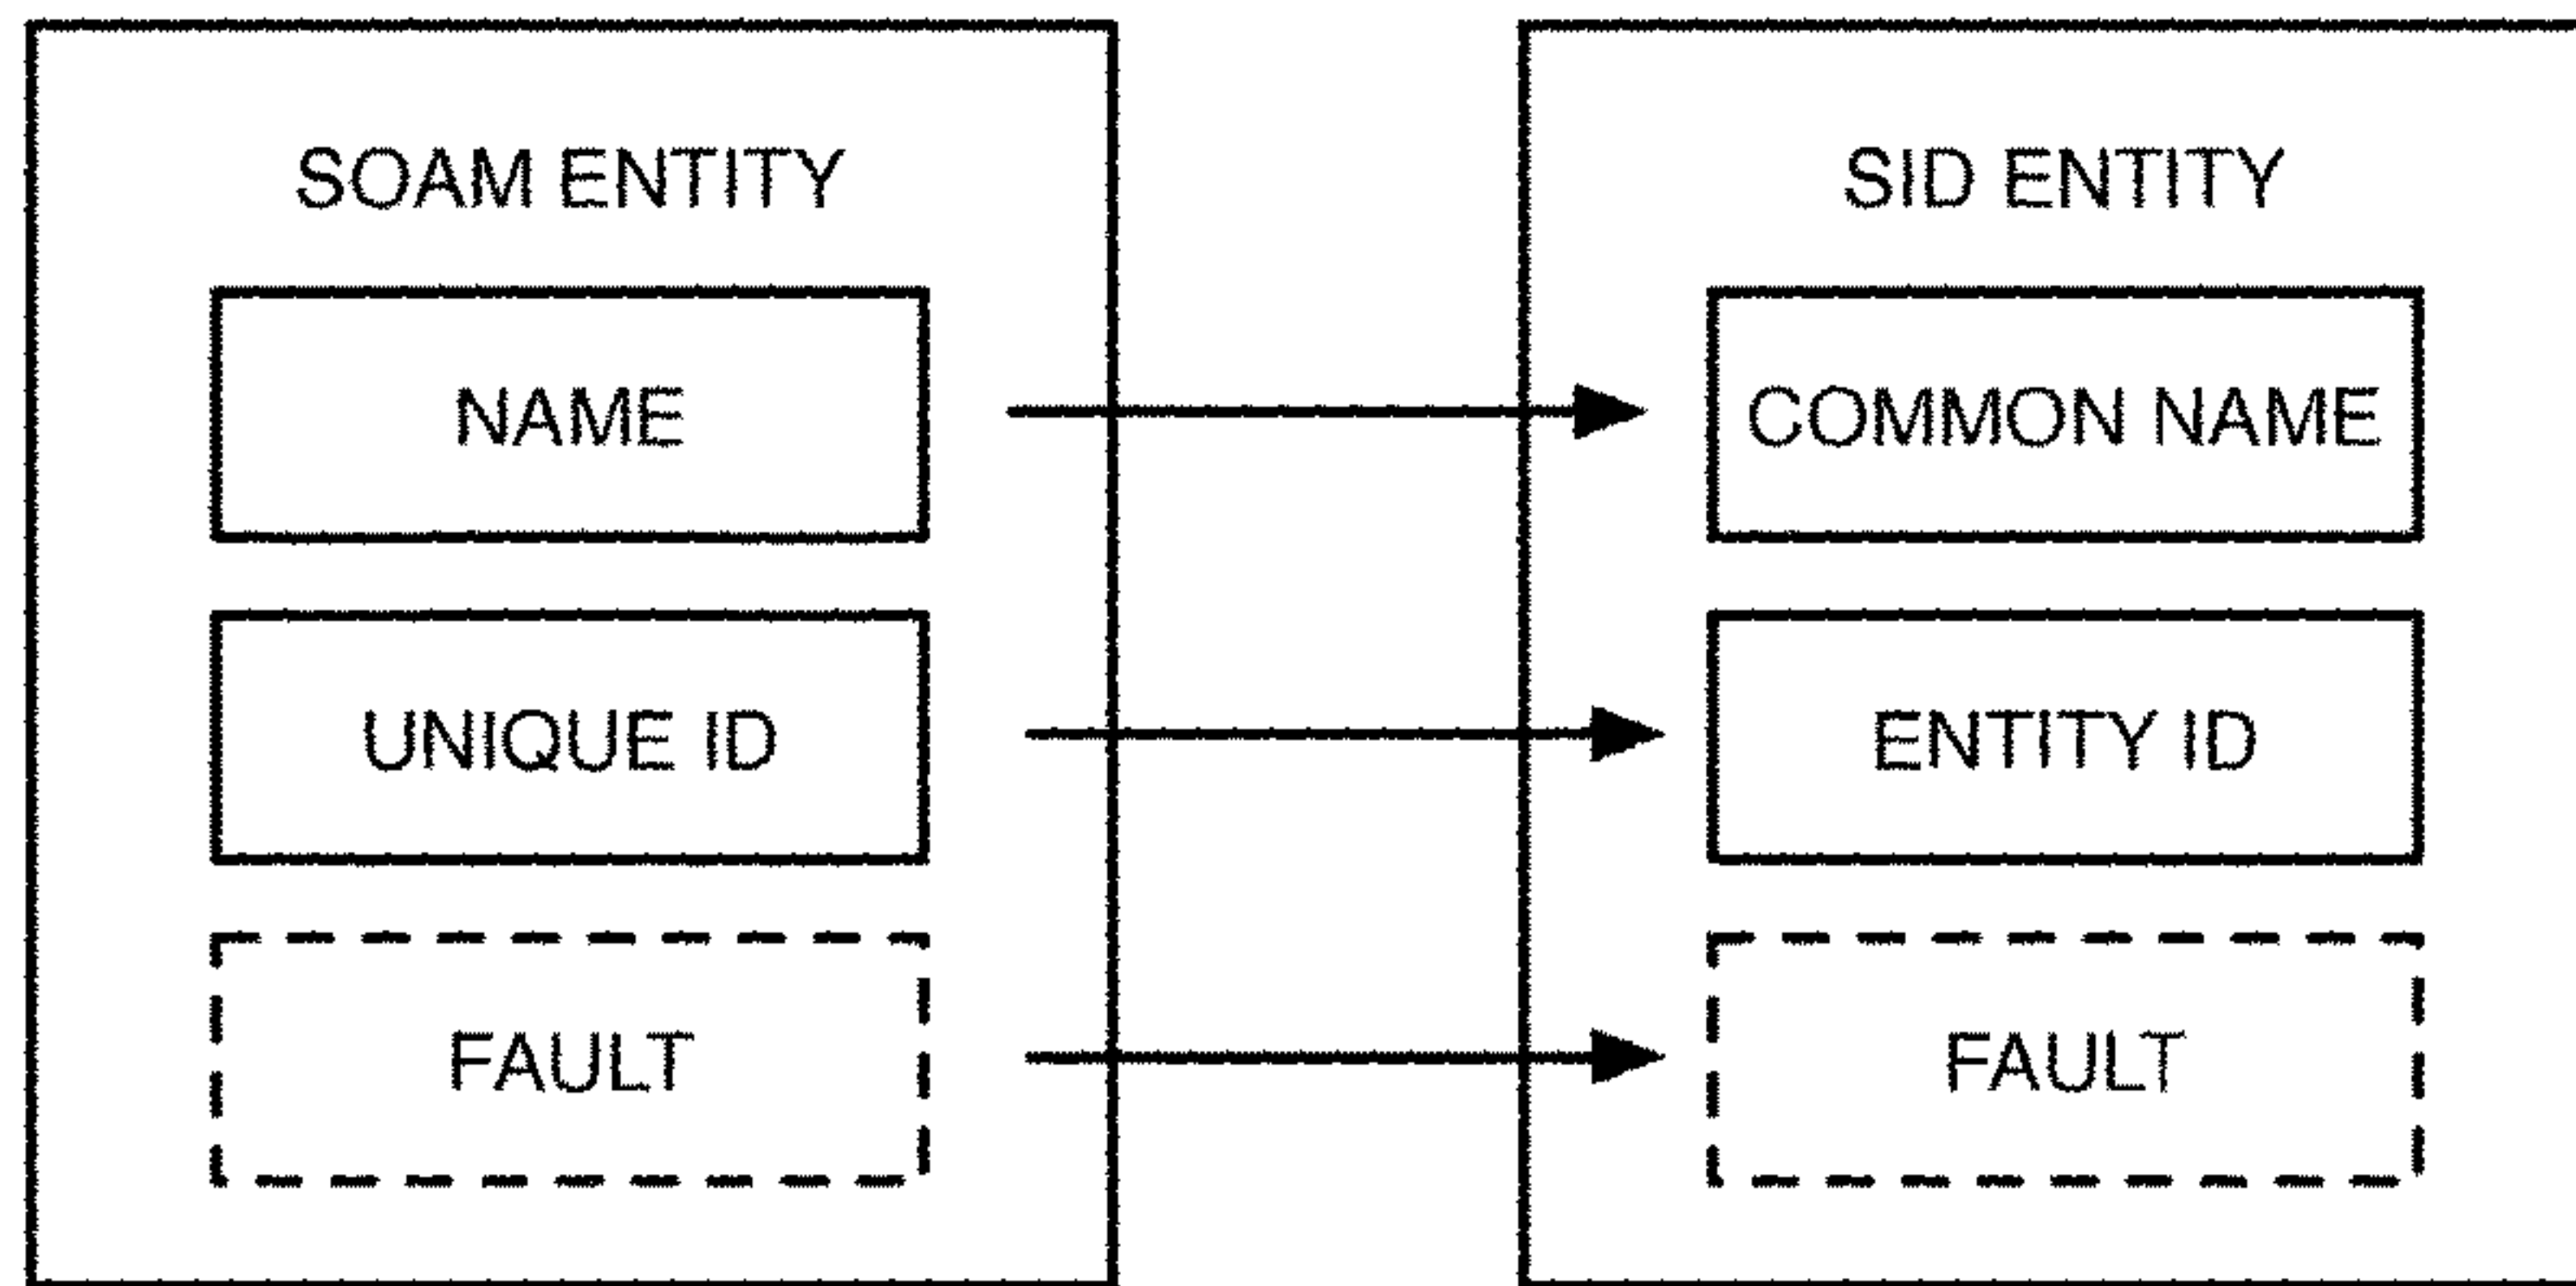 SOAM ENTITY
NAME
UNIQUE ID
FAULT
SID ENTITY
COMMON NAME
ENTITY ID
FAULT